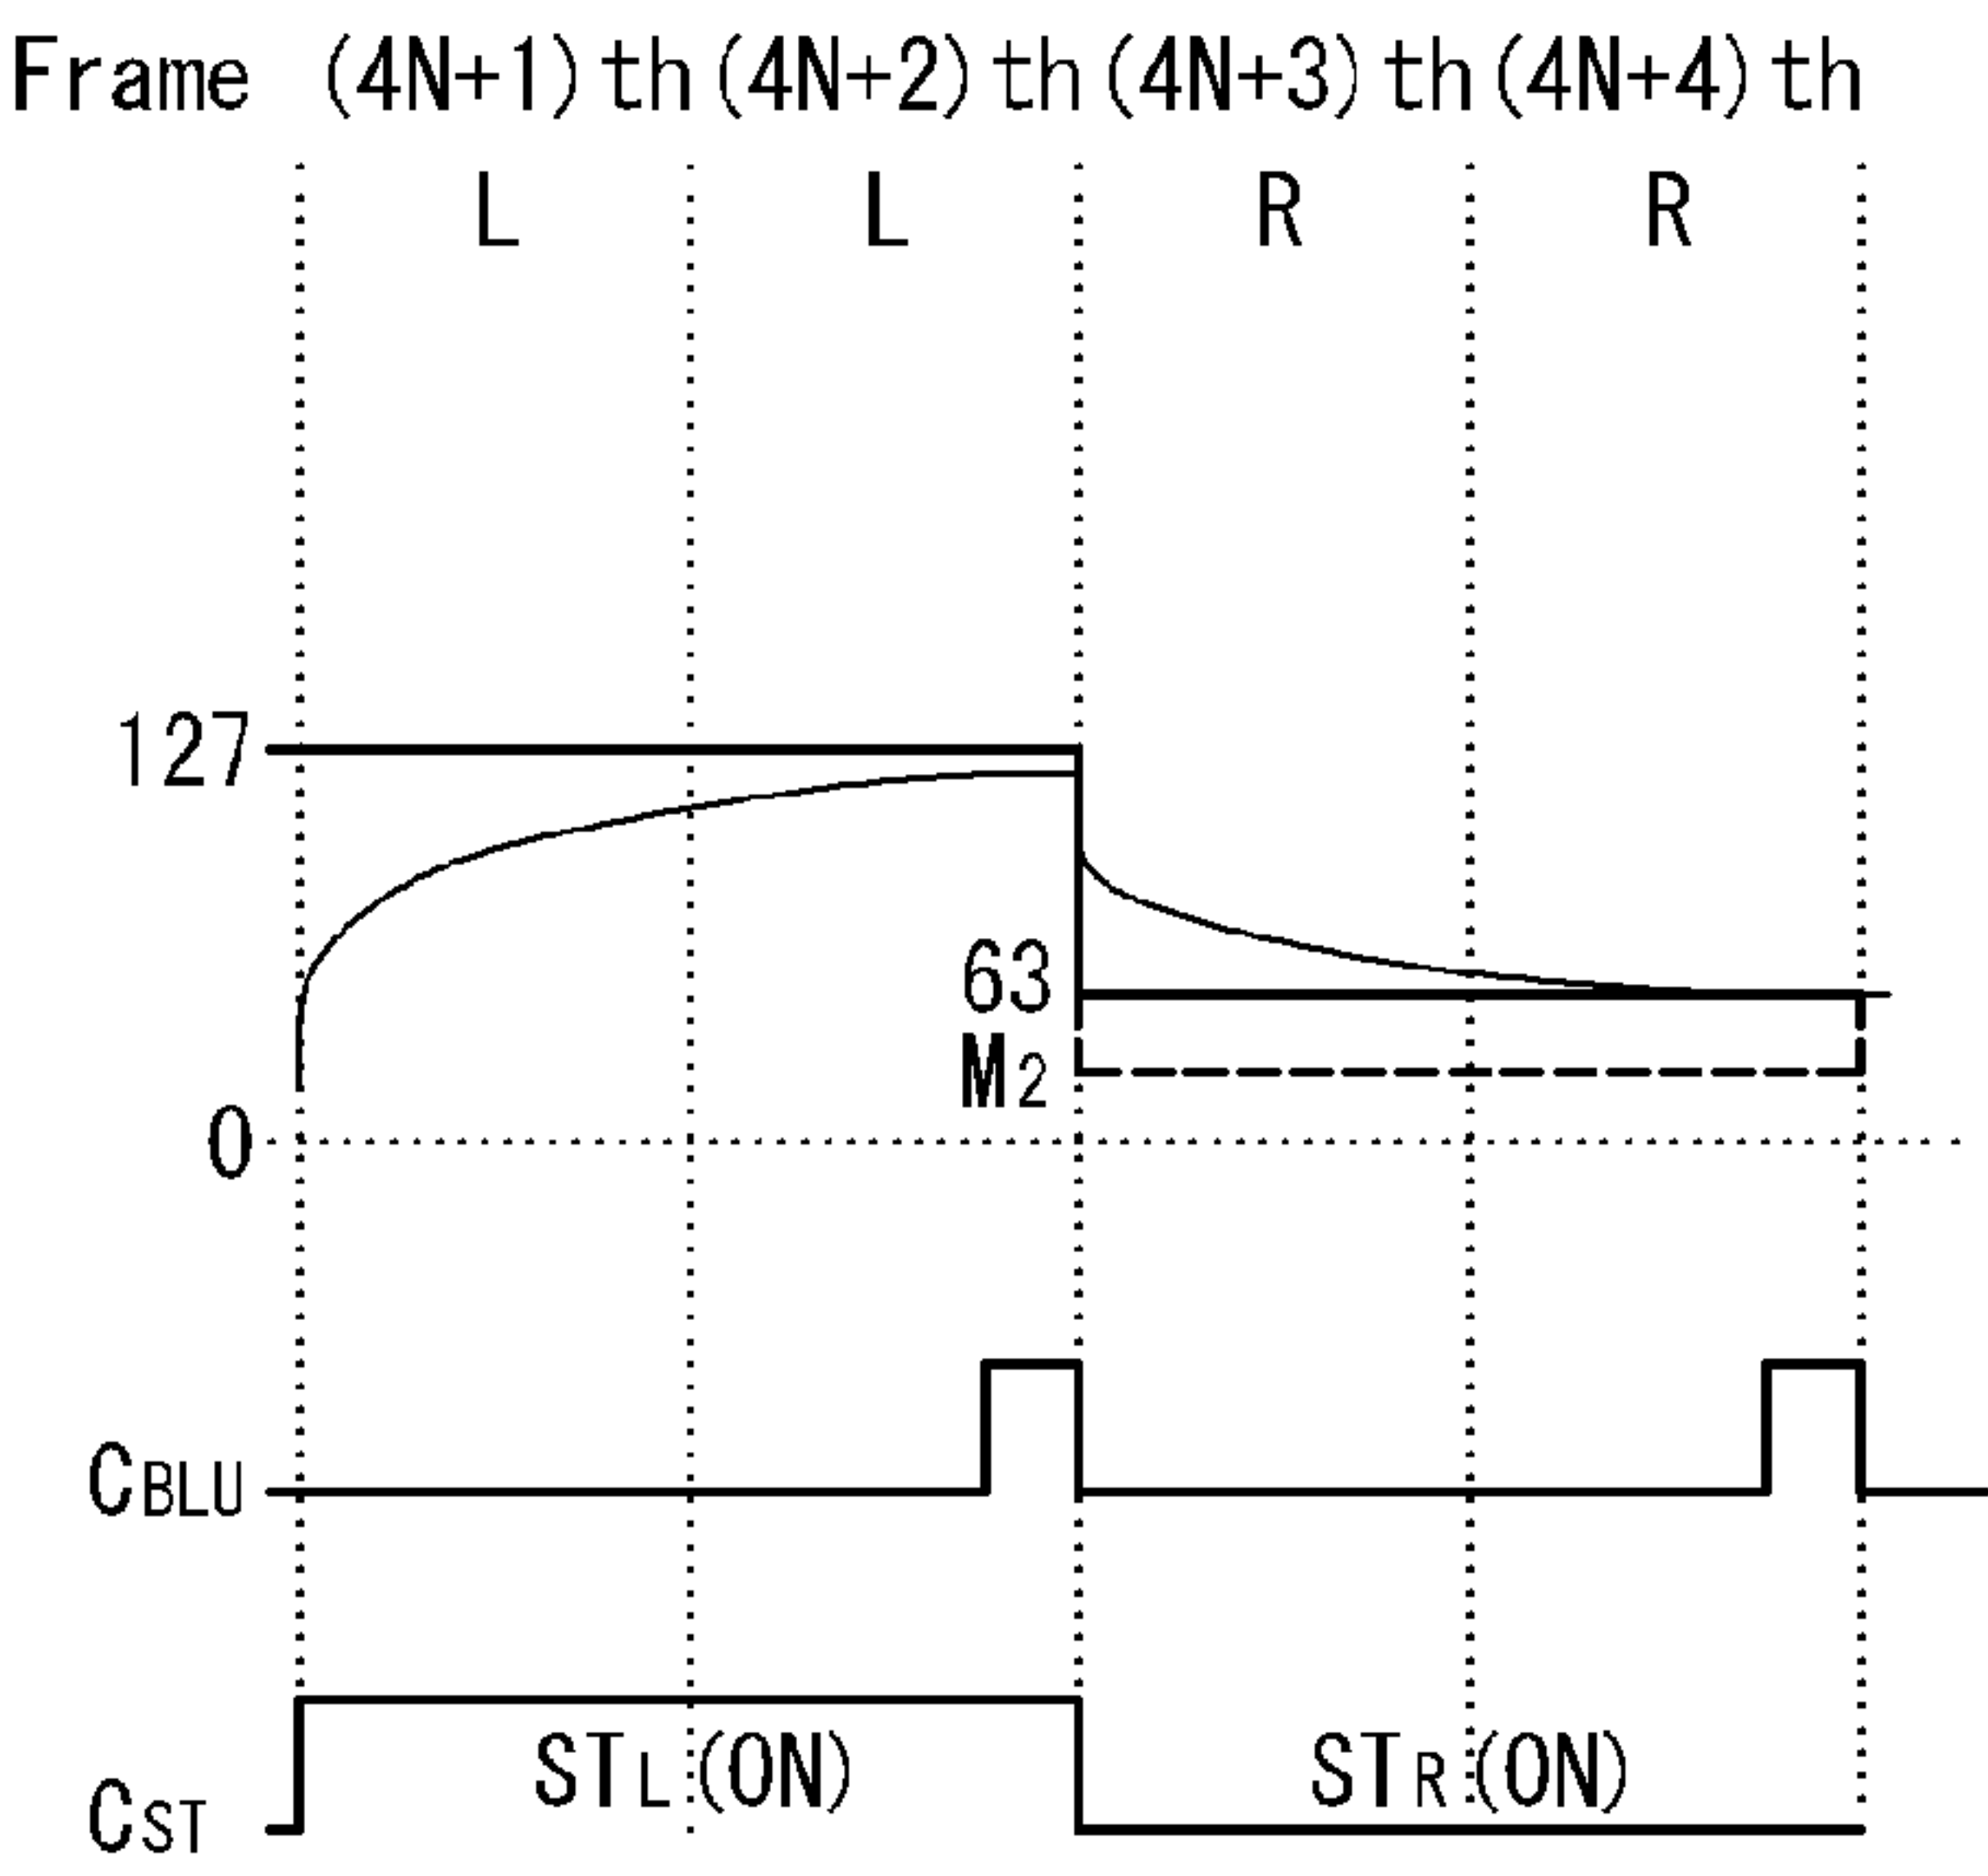 Frame (4N+1)th (4N+2)th (4N+3)th (4N+4)th
L L R R
127
63
M2
0
CBLU
STL(ON) STR(ON)
CST